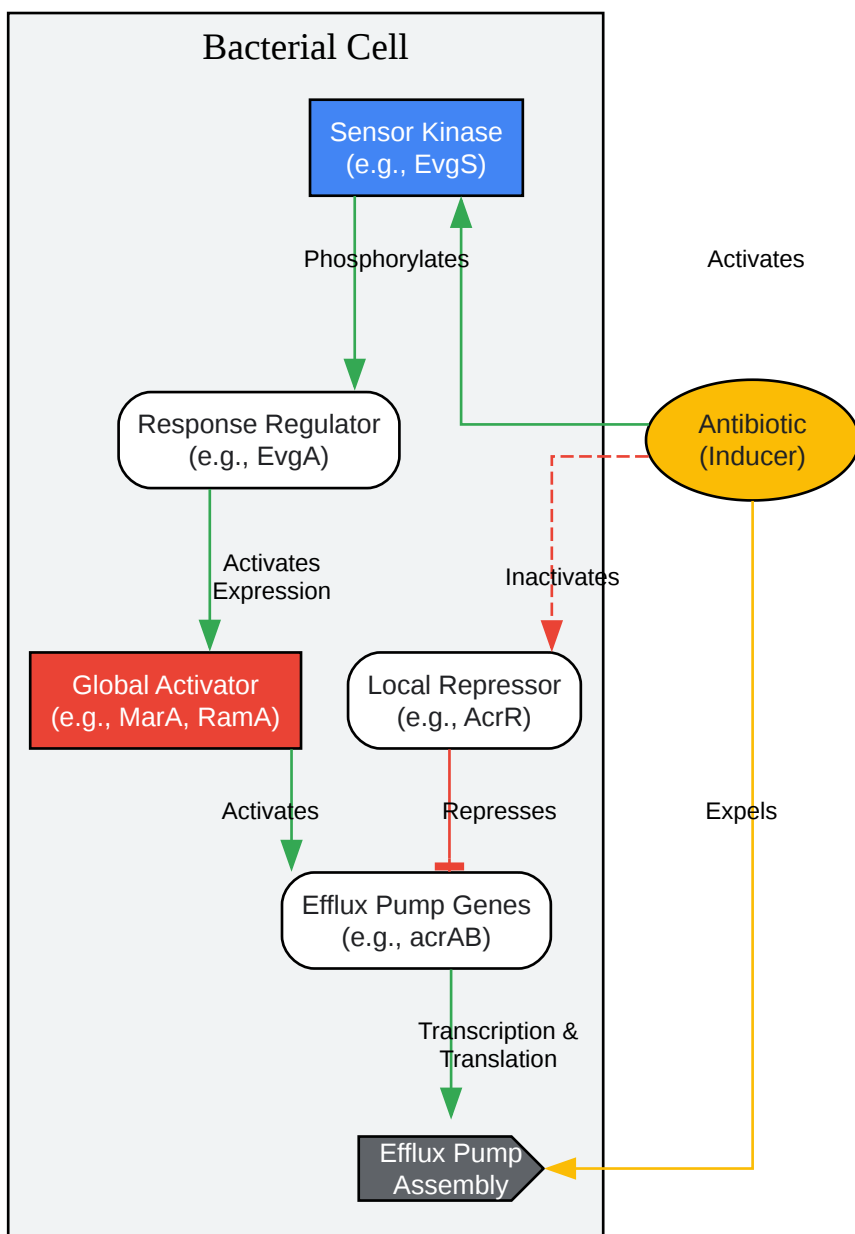 Bacterial Cell
Sensor Kinase
(e.g., EvgS)
Phosphorylates
Activates
Response Regulator
(e.g., EvgA)
Antibiotic
(Inducer)
Activates
Expression
Inactivates
Global Activator
(e.g., MarA, RamA)
Local Repressor
(e.g., AcrR)
Activates
Represses
Expels
Efflux Pump Genes
(e.g., acrAB)
Transcription &
Translation
Efflux Pump
Assembly